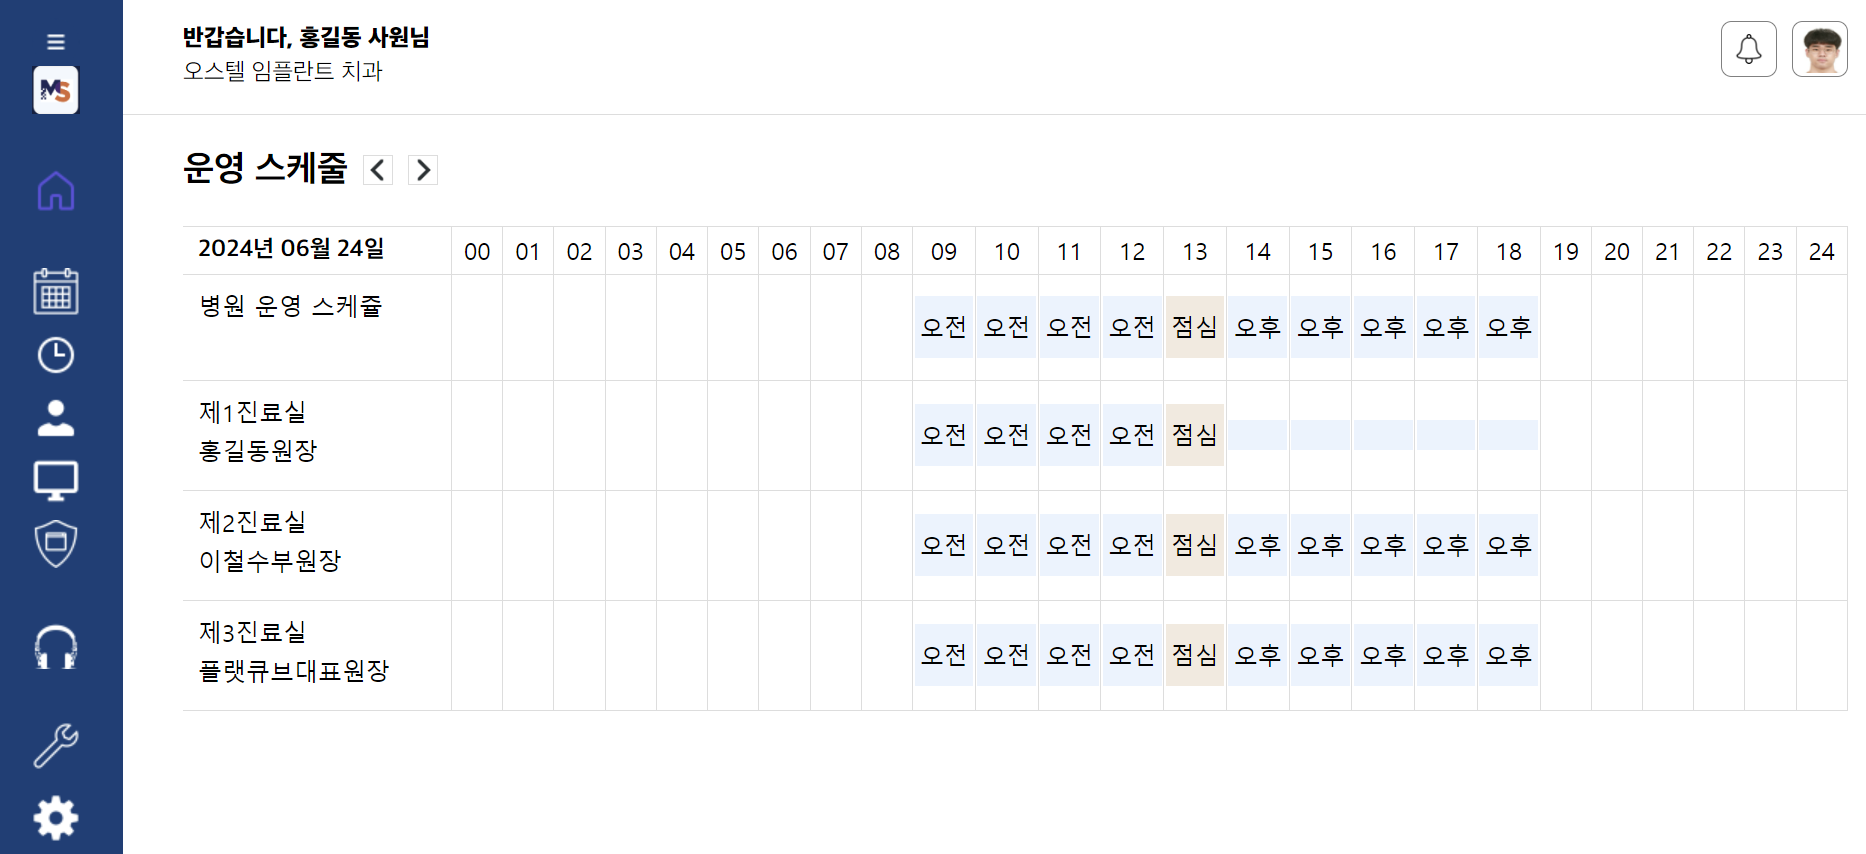 반갑습니다, 홍길동 사원님
오스텔 임플란트 치과
MS
운영 스케줄
2024년 06월 24일 00 01 02 03 04 05 06 07 08 09 10 11 12 13 14 15 16 17 18 19 20 21 22 23 24
병원 운영 스케쥴
오전 오전 오전 오전 점심 오후 오후 오후 오후 오후
제1진료실
홍길동원장
오전 오전 오전 오전 점심
제2진료실
이철수부원장
오전 오전 오전 오전 점심 오후 오후 오후 오후 오후
제3진료실
플랫큐브대표원장
오전 오전 오전 오전 점심 오후 오후 오후 오후 오후